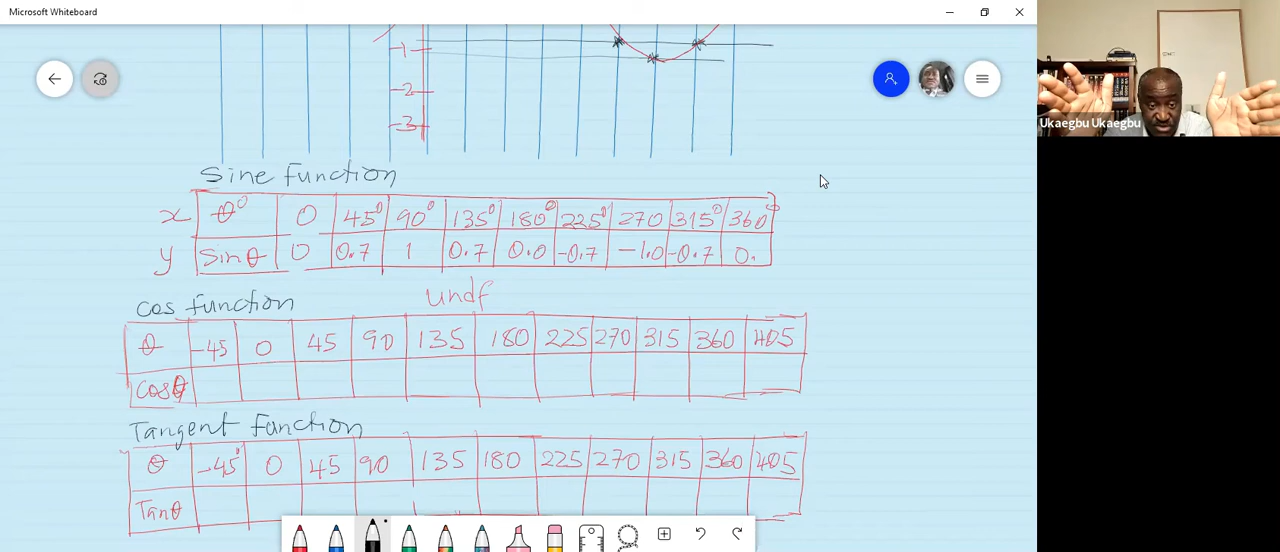 Microsoft Whiteboard
-1
-2
-3
Ukaegbu Ukaegbu
Sine function
x θ° 0 45° 90° 135° 180° 225° 270 315° 360°
y sinθ 0 0.7 1 0.7 0.0 -0.7 -1.0 -0.7 0.
Cos function undf
θ -45 0 45 90 135 180 225 270 315 360 405
Cosθ
Tangent function
θ -45° 0 45 90 135 180 225 270 315 360 405
Tanθ